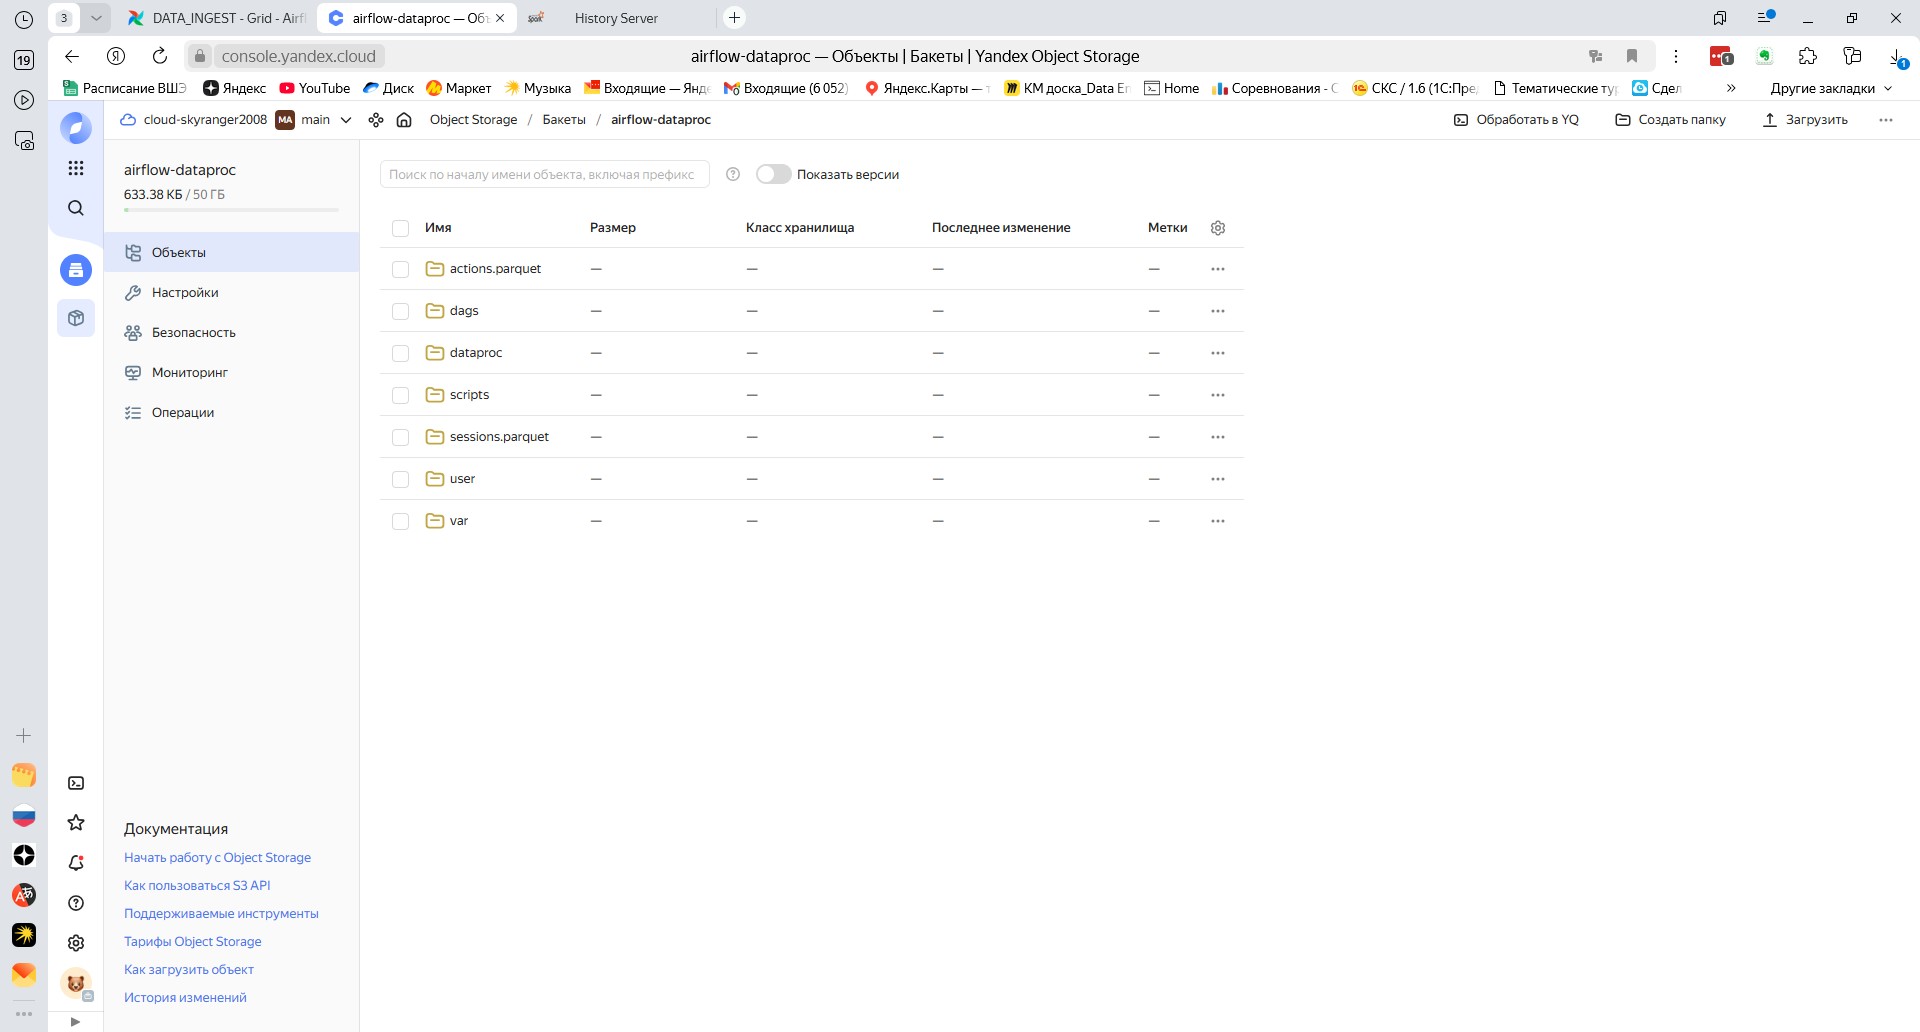 3
DATA_INGEST - Grid - Airfl
airflow-dataproc — Об
History Server
19
console.yandex.cloud
airflow-dataproc — Объекты | Бакеты | Yandex Object Storage
1
1
Расписание ВШЭ
Яндекс
YouTube
Диск
Маркет
Музыка
Входящие — Янде
Входящие (6 052)
Яндекс.Карты — т
КМ доска_Data En
Home
Соревнования - С
СКС / 1.6 (1С:Пре
Тематические тур
Сдел
»
Другие закладки
cloud-skyranger2008
MA
main
Object Storage / Бакеты / airflow-dataproc
Обработать в YQ
Создать папку
Загрузить
airflow-dataproc
633.38 КБ / 50 ГБ
Объекты
Настройки
Безопасность
Мониторинг
Операции
Поиск по началу имени объекта, включая префикс
Показать версии
Имя Размер Класс хранилища Последнее изменение Метки
actions.parquet — — — —
dags — — — —
dataproc — — — —
scripts — — — —
sessions.parquet — — — —
user — — — —
var — — — —
Документация
Начать работу с Object Storage
Как пользоваться S3 API
Поддерживаемые инструменты
Тарифы Object Storage
Как загрузить объект
История изменений